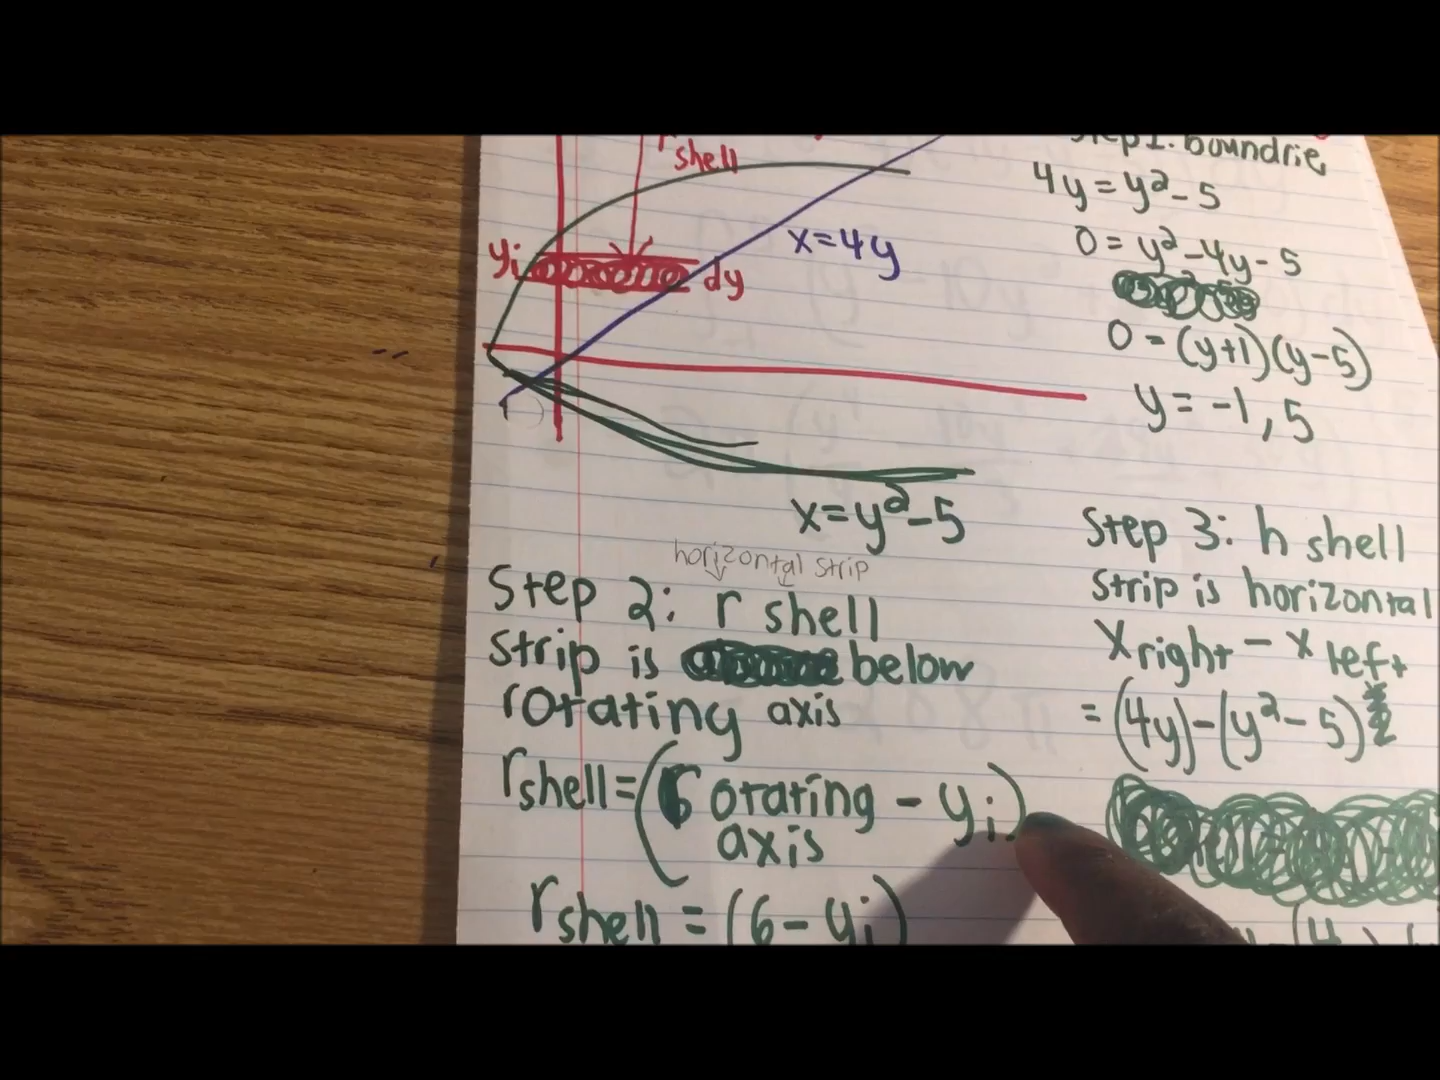 shell
Step 1: boundrie
4y = y² - 5
x = 4y
0 = y² - 4y - 5
yi
dy
0 = (y+1)(y-5)
y = -1, 5
x = y² - 5
horizontal strip
Step 2: r shell
strip is below
rotating axis
r shell = (rotating axis - yi)
r shell = (6 - yi)
Step 3: h shell
strip is horizontal
x right - x left
= (4y) - (y² - 5)